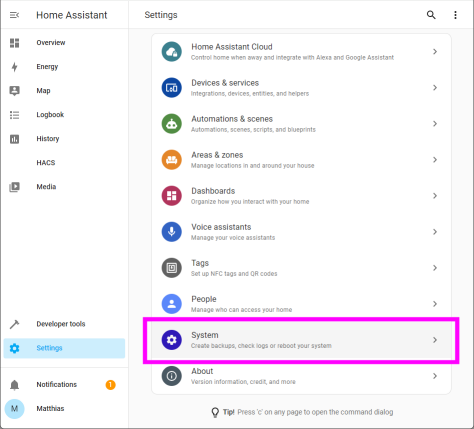 Home Assistant
Settings
Overview
Energy
Map
Logbook
History
HACS
Media
Developer tools
Settings
Notifications
1
M
Matthias
Home Assistant Cloud
Control home when away and integrate with Alexa and Google Assistant
Devices & services
Integrations, devices, entities, and helpers
Automations & scenes
Automations, scenes, scripts, and blueprints
Areas & zones
Manage locations in and around your house
Dashboards
Organize how you interact with your home
Voice assistants
Manage your voice assistants
Tags
Set up NFC tags and QR codes
People
Manage who can access your home
System
Create backups, check logs or reboot your system
About
Version information, credit, and more
Tip! Press 'c' on any page to open the command dialog